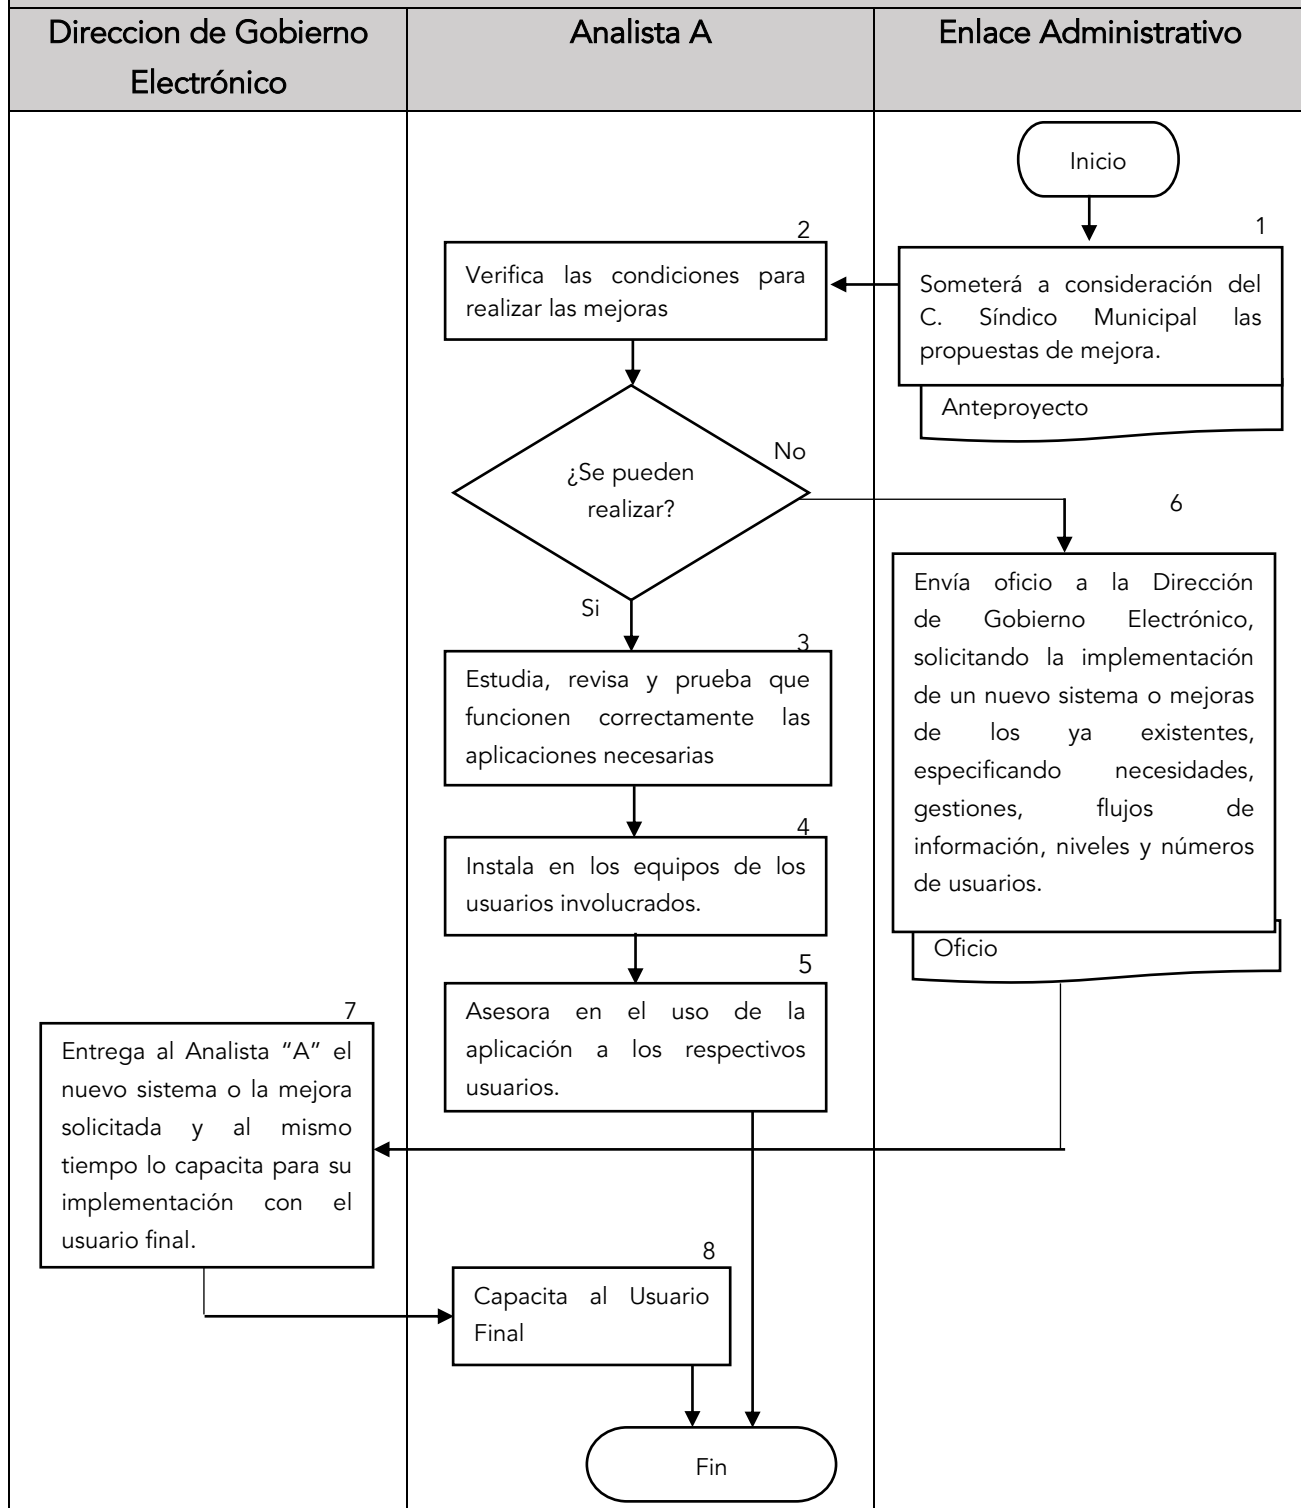 Direccion de Gobierno
Electrónico
Analista A
Enlace Administrativo
Inicio
1
Someterá a consideración del
C. Síndico Municipal las
propuestas de mejora.
Anteproyecto
2
Verifica las condiciones para
realizar las mejoras
¿Se pueden
realizar?
No
Si
3
Estudia, revisa y prueba que
funcionen correctamente las
aplicaciones necesarias
4
Instala en los equipos de los
usuarios involucrados.
5
Asesora en el uso de la
aplicación a los respectivos
usuarios.
6
Envía oficio a la Dirección
de Gobierno Electrónico,
solicitando la implementación
de un nuevo sistema o mejoras
de los ya existentes,
especificando necesidades,
gestiones, flujos de
información, niveles y números
de usuarios.
Oficio
7
Entrega al Analista “A” el
nuevo sistema o la mejora
solicitada y al mismo
tiempo lo capacita para su
implementación con el
usuario final.
8
Capacita al Usuario
Final
Fin